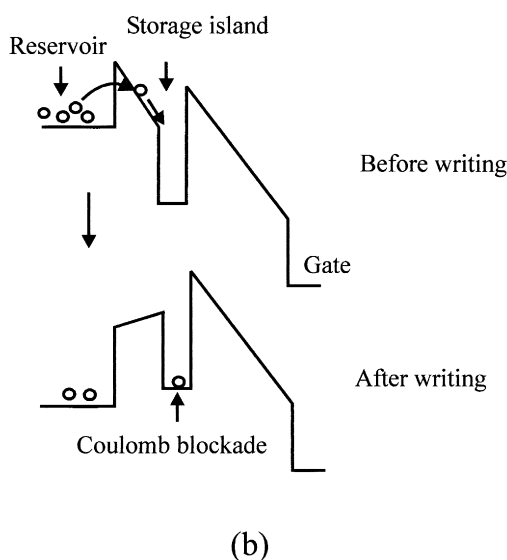 Storage island
Reservoir
Before writing
Gate
After writing
Coulomb blockade
(b)